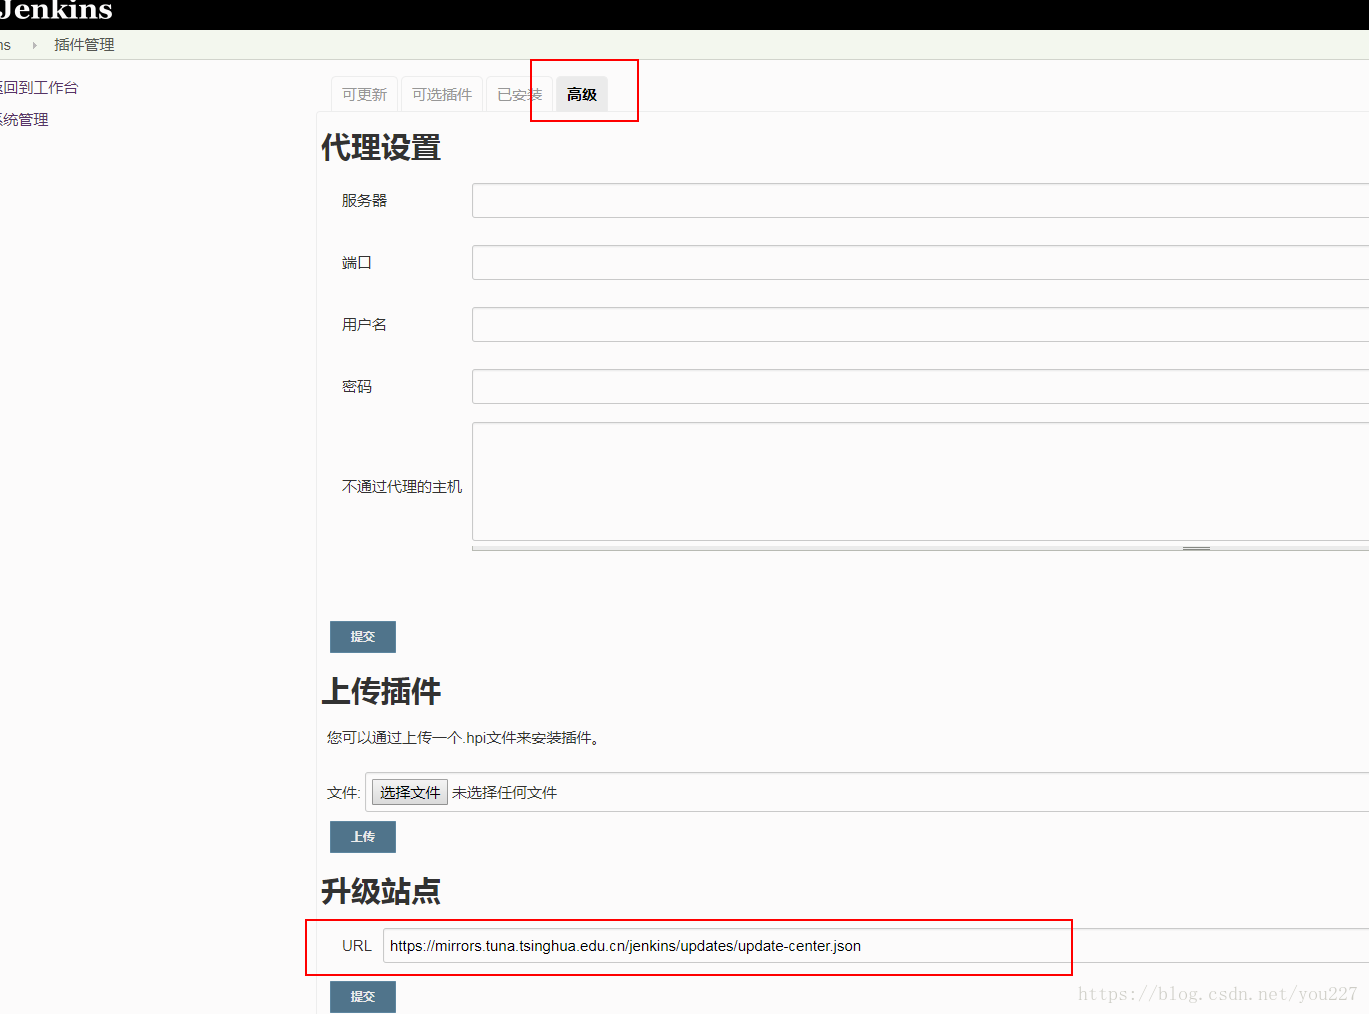 Jenkins
ns
插件管理
返回到工作台
系统管理
可更新
可选插件
已安装
高级
代理设置
服务器
端口
用户名
密码
不通过代理的主机
提交
上传插件
您可以通过上传一个.hpi文件来安装插件。
文件: 选择文件 未选择任何文件
上传
升级站点
URL https://mirrors.tuna.tsinghua.edu.cn/jenkins/updates/update-center.json
提交
https://blog.csdn.net/you227